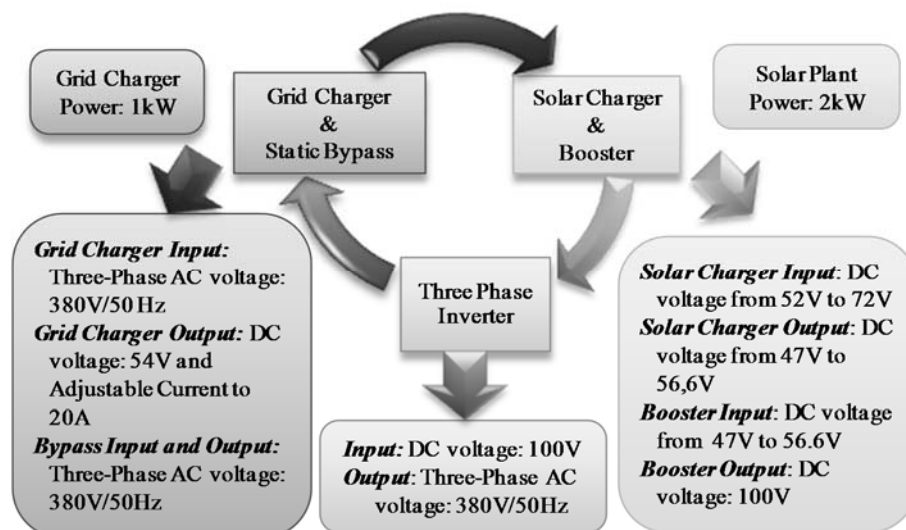 Grid Charger
Power: 1kW
Grid Charger
&
Static Bypass
Solar Charger
&
Booster
Solar Plant
Power: 2kW
Three Phase
Inverter
Grid Charger Input:
Three-Phase AC voltage:
380V/50 Hz
Grid Charger Output: DC
voltage: 54V and
Adjustable Current to
20A
Bypass Input and Output:
Three-Phase AC voltage:
380V/50Hz
Input: DC voltage: 100V
Output: Three-Phase AC
voltage: 380V/50Hz
Solar Charger Input: DC
voltage from 52V to 72V
Solar Charger Output: DC
voltage from 47V to
56,6V
Booster Input: DC voltage
from 47V to 56.6V
Booster Output: DC
voltage: 100V